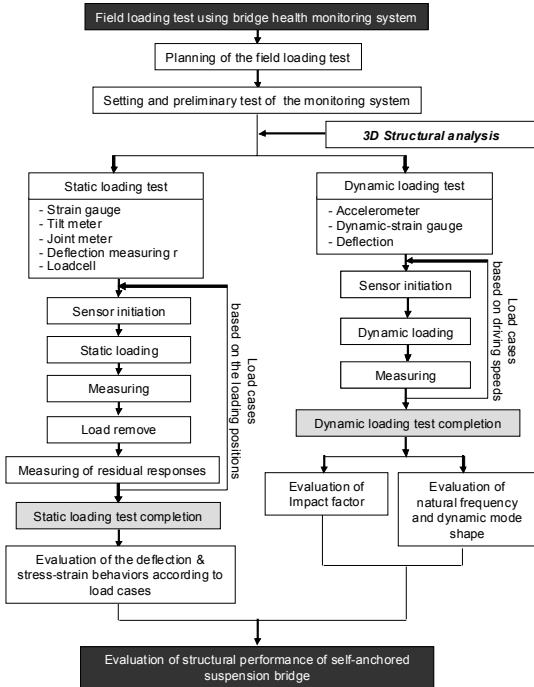 Field loading test using bridge health monitoring system
Planning of the field loading test
Setting and preliminary test of the monitoring system
3D Structural analysis
Static loading test
- Strain gauge
- Tilt meter
- Joint meter
- Deflection measuring r
- Loadcell
Sensor initiation
Static loading
Measuring
Load remove
Measuring of residual responses
Load cases
based on the loading positions
Static loading test completion
Evaluation of the deflection &
stress-strain behaviors according to
load cases
Dynamic loading test
- Accelerometer
- Dynamic-strain gauge
- Deflection
Sensor initiation
Dynamic loading
Measuring
Load cases
based on driving speeds
Dynamic loading test completion
Evaluation of
Impact factor
Evaluation of
natural frequency
and dynamic mode
shape
Evaluation of structural performance of self-anchored
suspension bridge